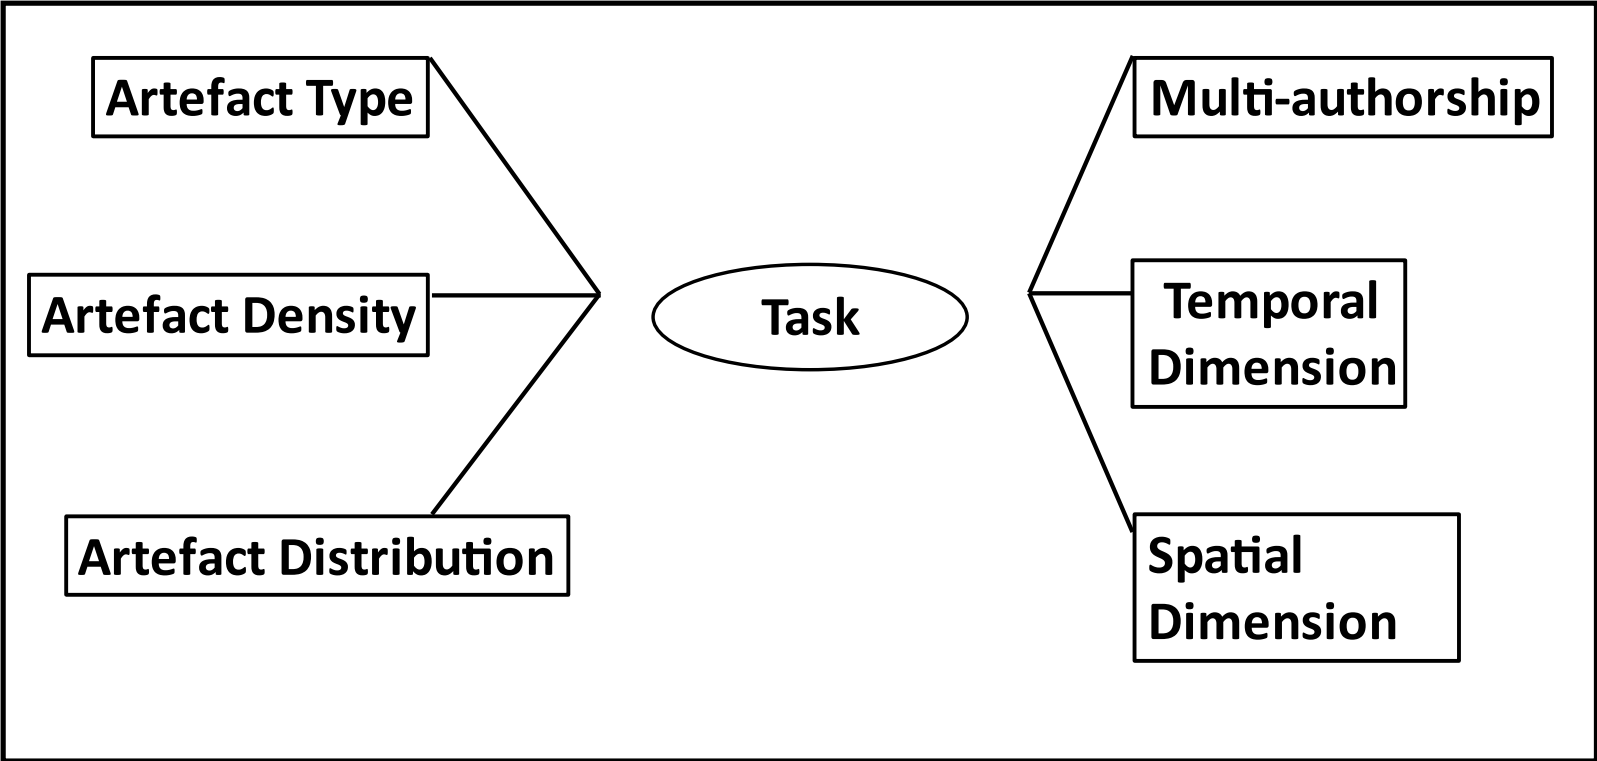 Artefact Type
Artefact Density
Artefact Distribution
Task
Multi-authorship
Temporal
Dimension
Spatial
Dimension